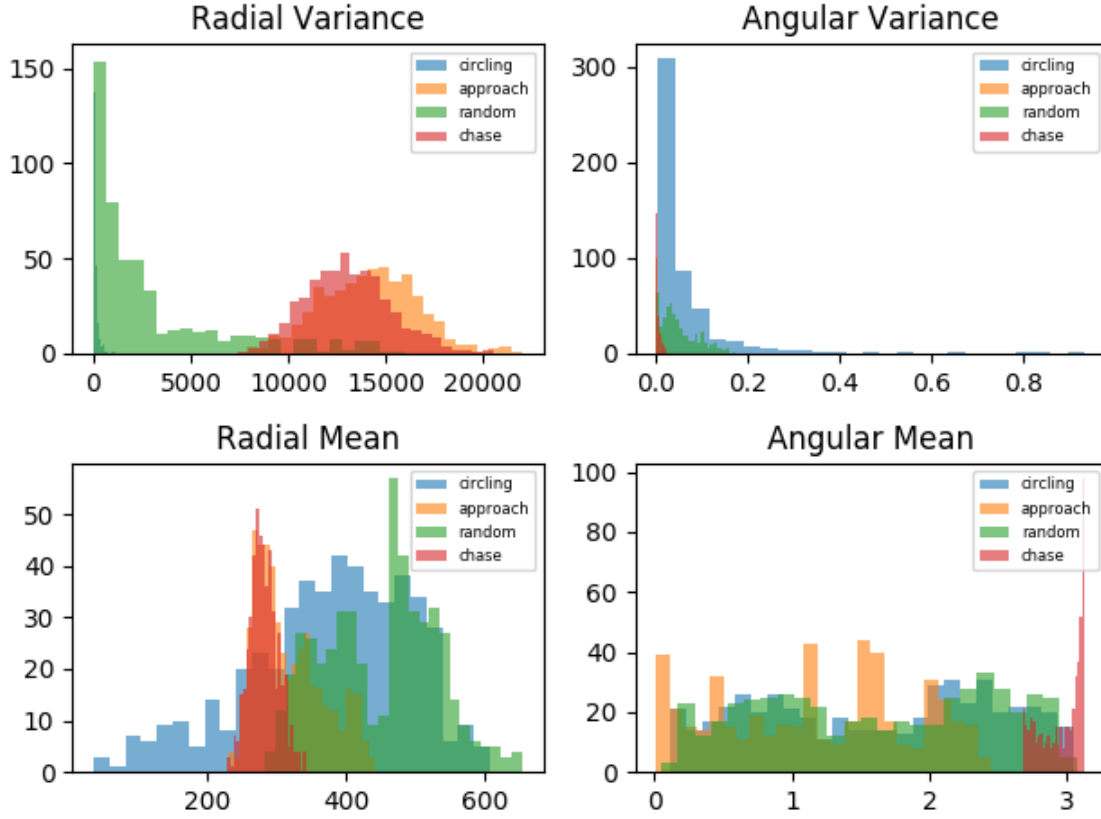 Radial Variance
150
100
50
0
0 5000 10000 15000 20000
circling
approach
random
chase
Angular Variance
300
200
100
0
0.0 0.2 0.4 0.6 0.8
circling
approach
random
chase
Radial Mean
50
40
30
20
10
0
200 400 600
circling
approach
random
chase
Angular Mean
100
80
60
40
20
0
0 1 2 3
circling
approach
random
chase